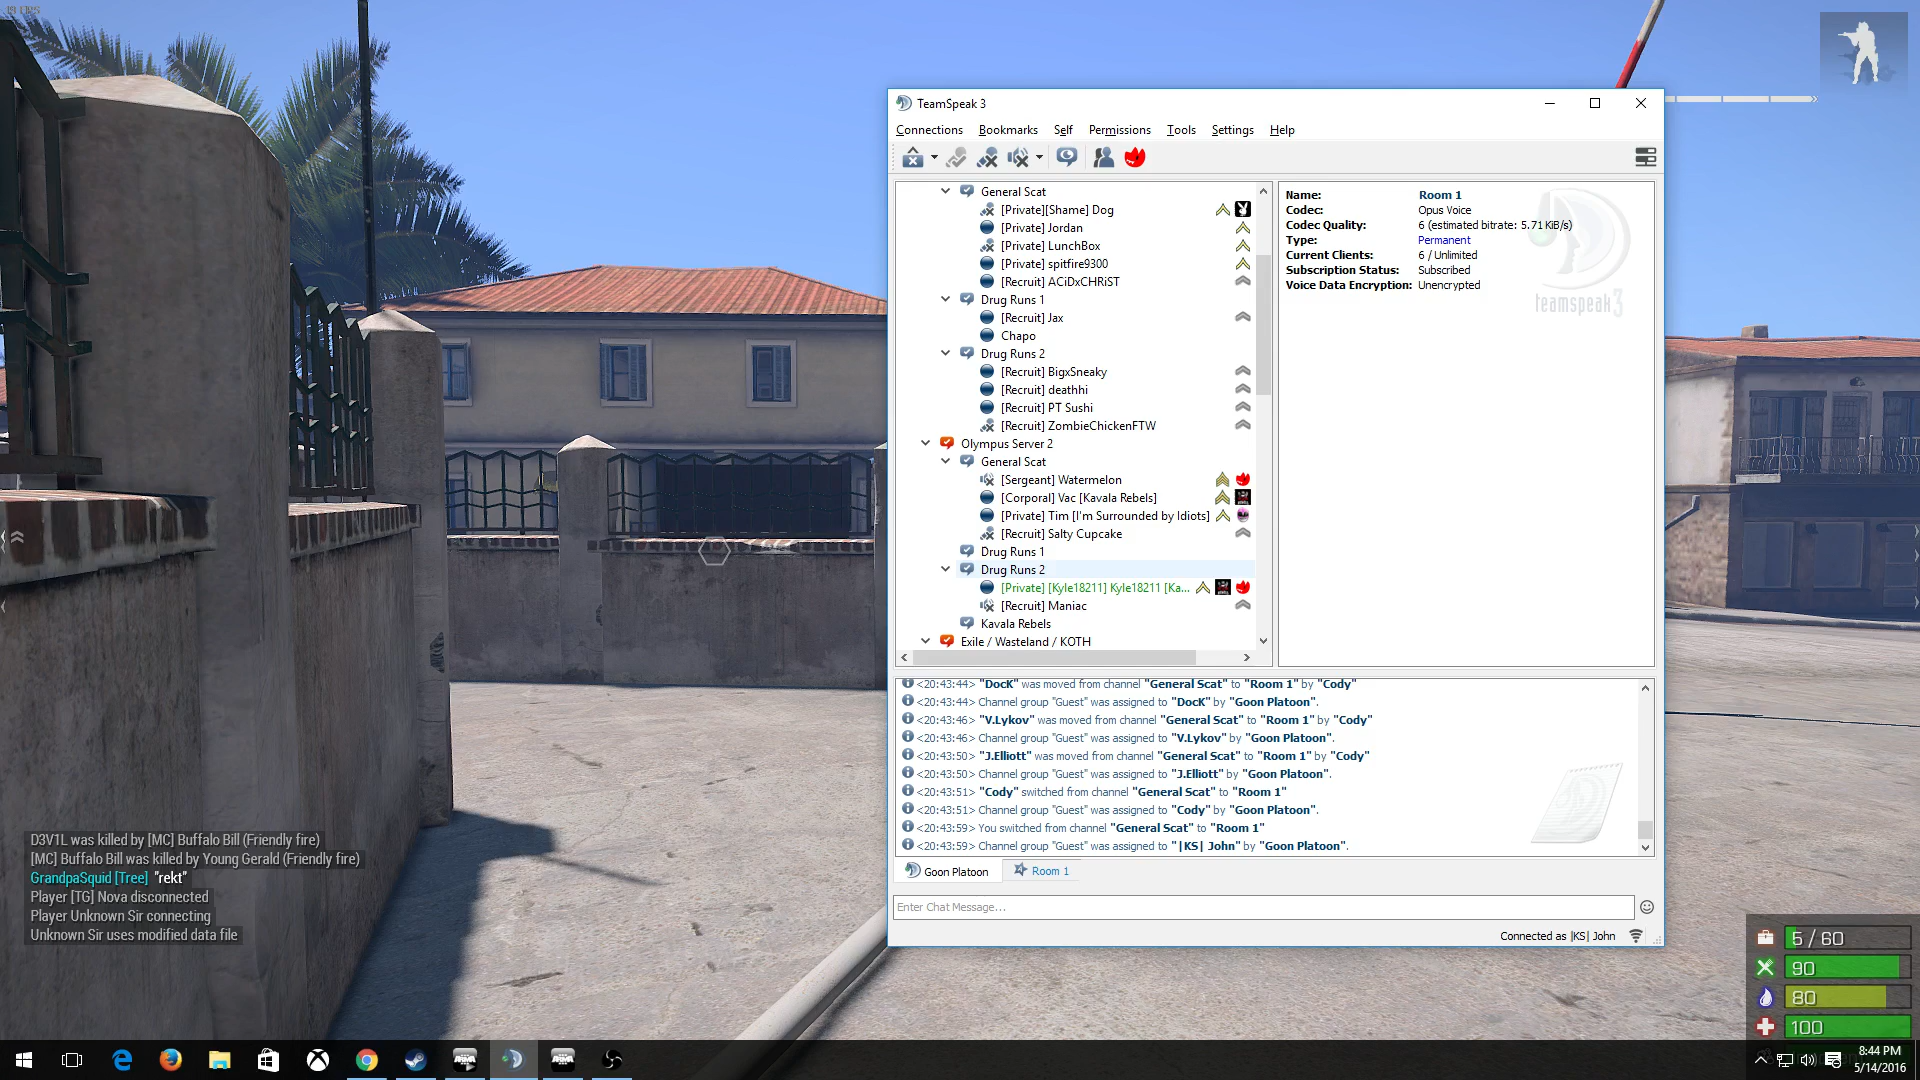 19 FPS
TeamSpeak 3
Connections Bookmarks Self Permissions Tools Settings Help
General Scat
[Private][Shame] Dog
[Private] Jordan
[Private] LunchBox
[Private] spitfire9300
[Recruit] ACiDxCHRiST
Drug Runs 1
[Recruit] Jax
Chapo
Drug Runs 2
[Recruit] BigxSneaky
[Recruit] deathhi
[Recruit] PT Sushi
[Recruit] ZombieChickenFTW
Olympus Server 2
General Scat
[Sergeant] Watermelon
[Corporal] Vac [Kavala Rebels]
[Private] Tim [I'm Surrounded by Idiots]
[Recruit] Salty Cupcake
Drug Runs 1
Drug Runs 2
[Private] [Kyle18211] Kyle18211 [Ka...
[Recruit] Maniac
Kavala Rebels
Exile / Wasteland / KOTH
Name: Room 1
Codec: Opus Voice
Codec Quality: 6 (estimated bitrate: 5.71 KiB/s)
Type: Permanent
Current Clients: 6 / Unlimited
Subscription Status: Subscribed
Voice Data Encryption: Unencrypted
teamspeak 3
<20:43:44> "DocK" was moved from channel "General Scat" to "Room 1" by "Cody"
<20:43:44> Channel group "Guest" was assigned to "DocK" by "Goon Platoon".
<20:43:46> "V.Lykov" was moved from channel "General Scat" to "Room 1" by "Cody"
<20:43:46> Channel group "Guest" was assigned to "V.Lykov" by "Goon Platoon".
<20:43:50> "J.Elliott" was moved from channel "General Scat" to "Room 1" by "Cody"
<20:43:50> Channel group "Guest" was assigned to "J.Elliott" by "Goon Platoon".
<20:43:51> "Cody" switched from channel "General Scat" to "Room 1"
<20:43:51> Channel group "Guest" was assigned to "Cody" by "Goon Platoon".
<20:43:59> You switched from channel "General Scat" to "Room 1"
<20:43:59> Channel group "Guest" was assigned to "|KS| John" by "Goon Platoon".
Goon Platoon Room 1
Enter Chat Message...
Connected as |KS| John
D3V1L was killed by [MC] Buffalo Bill (Friendly fire)
[MC] Buffalo Bill was killed by Young Gerald (Friendly fire)
GrandpaSquid [Tree] "rekt"
Player [TG] Nova disconnected
Player Unknown Sir connecting
Unknown Sir uses modified data file
5 / 60
90
80
100
8:44 PM
5/14/2016